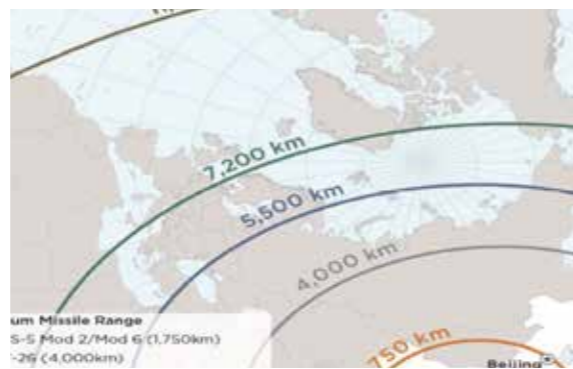 7,200 km
5,500 km
4,000 km
750 km
um Missile Range
S-5 Mod 2/Mod 6 (1,750km)
-26 (4,000km)
Beijing